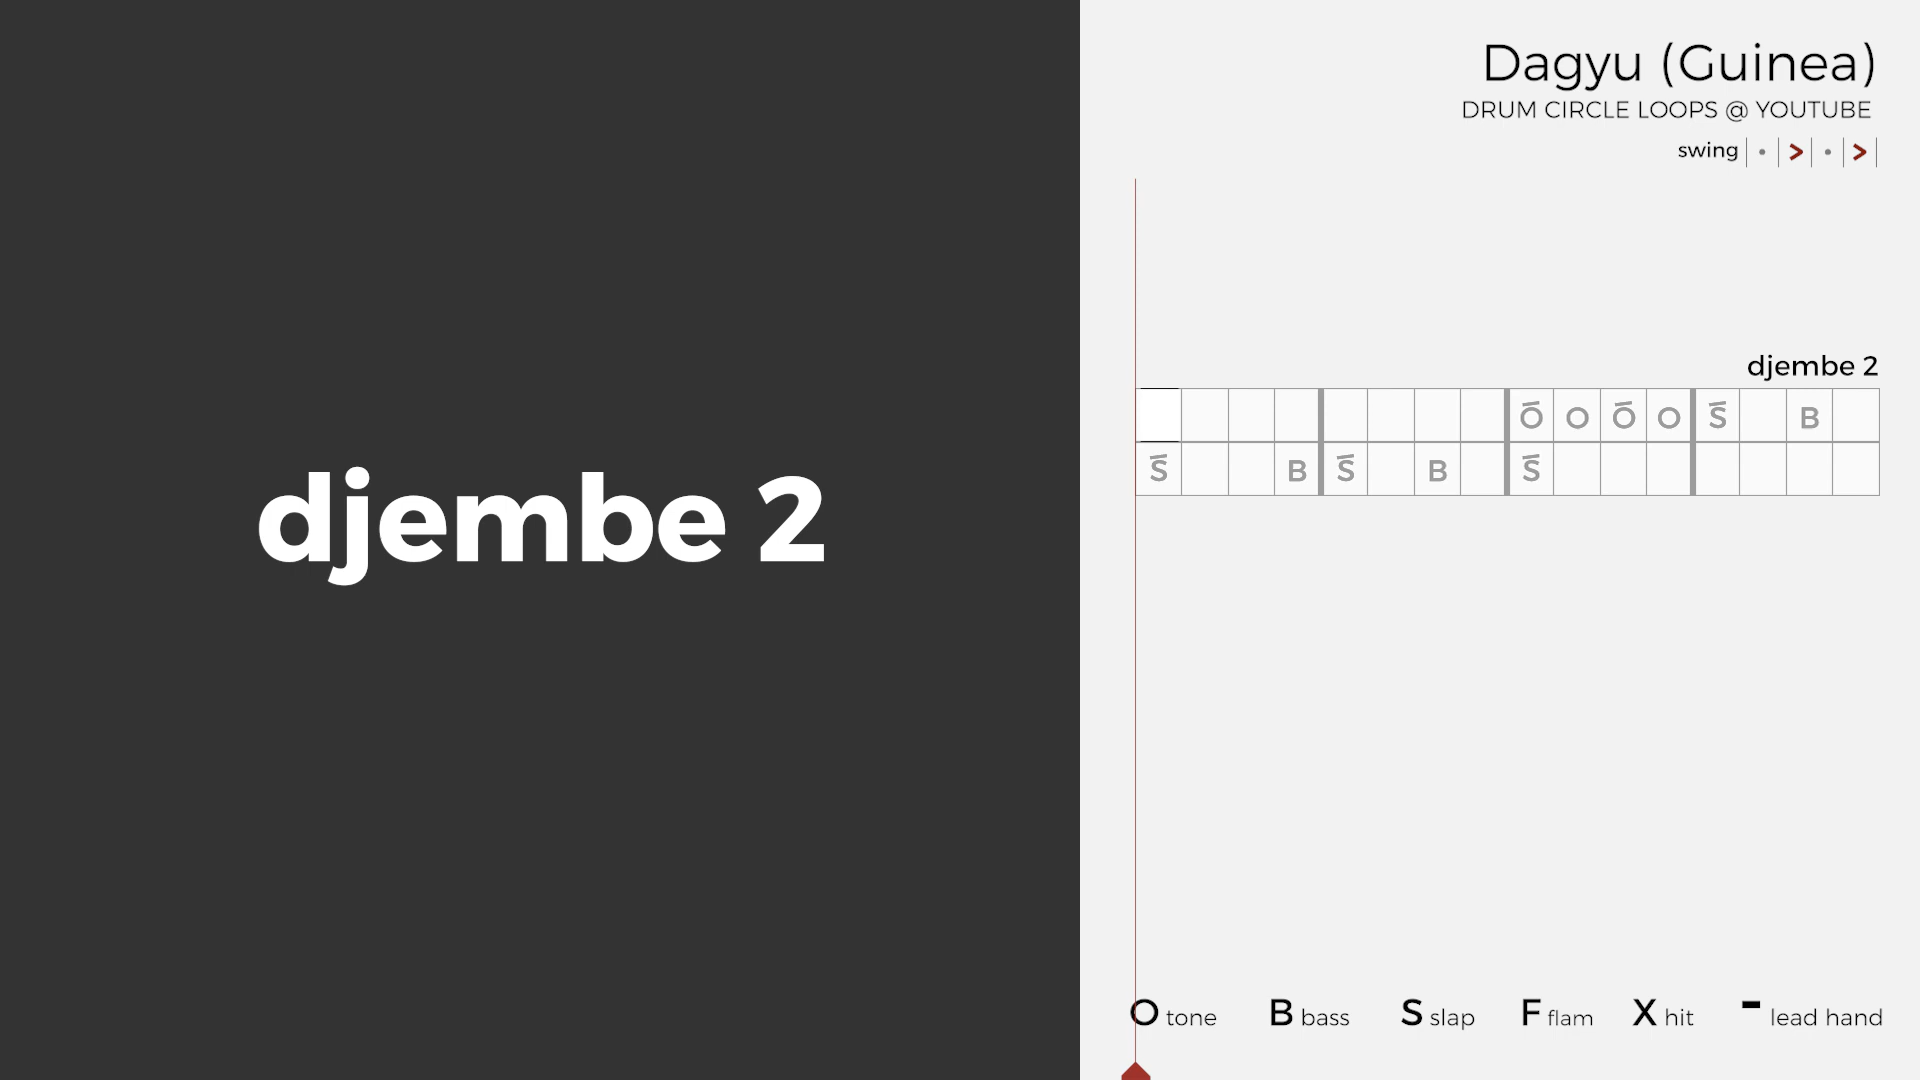 djembe 2
Dagyu (Guinea)
DRUM CIRCLE LOOPS @ YOUTUBE
swing | • | > | • | > |
djembe 2
Ō O Ō O S̄ B
S̄ B S̄ B S̄
O tone B bass S slap F flam X hit - lead hand